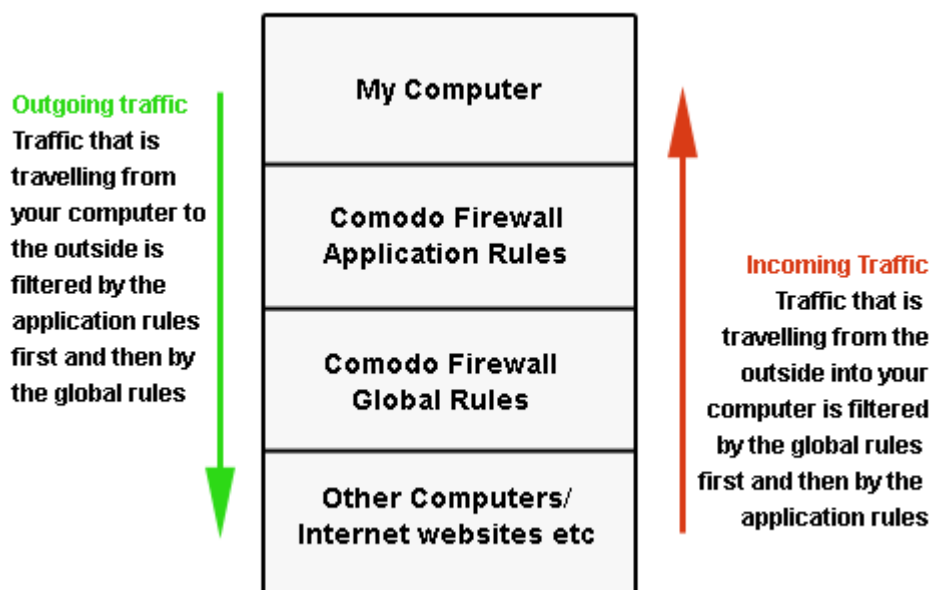 My Computer
Outgoing traffic
Traffic that is
travelling from
your computer to
the outside is
filtered by the
application rules
first and then by
the global rules
Comodo Firewall
Application Rules
Comodo Firewall
Global Rules
Other Computers/
Internet websites etc
Incoming Traffic
Traffic that is
travelling from the
outside into your
computer is filtered
by the global rules
first and then by the
application rules